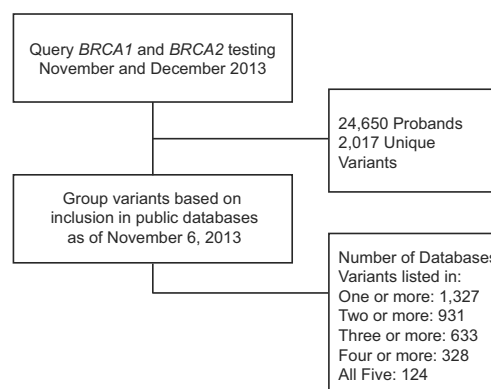 Query BRCA1 and BRCA2 testing
November and December 2013
24,650 Probands
2,017 Unique
Variants
Group variants based on
inclusion in public databases
as of November 6, 2013
Number of Databases
Variants listed in:
One or more: 1,327
Two or more: 931
Three or more: 633
Four or more: 328
All Five: 124